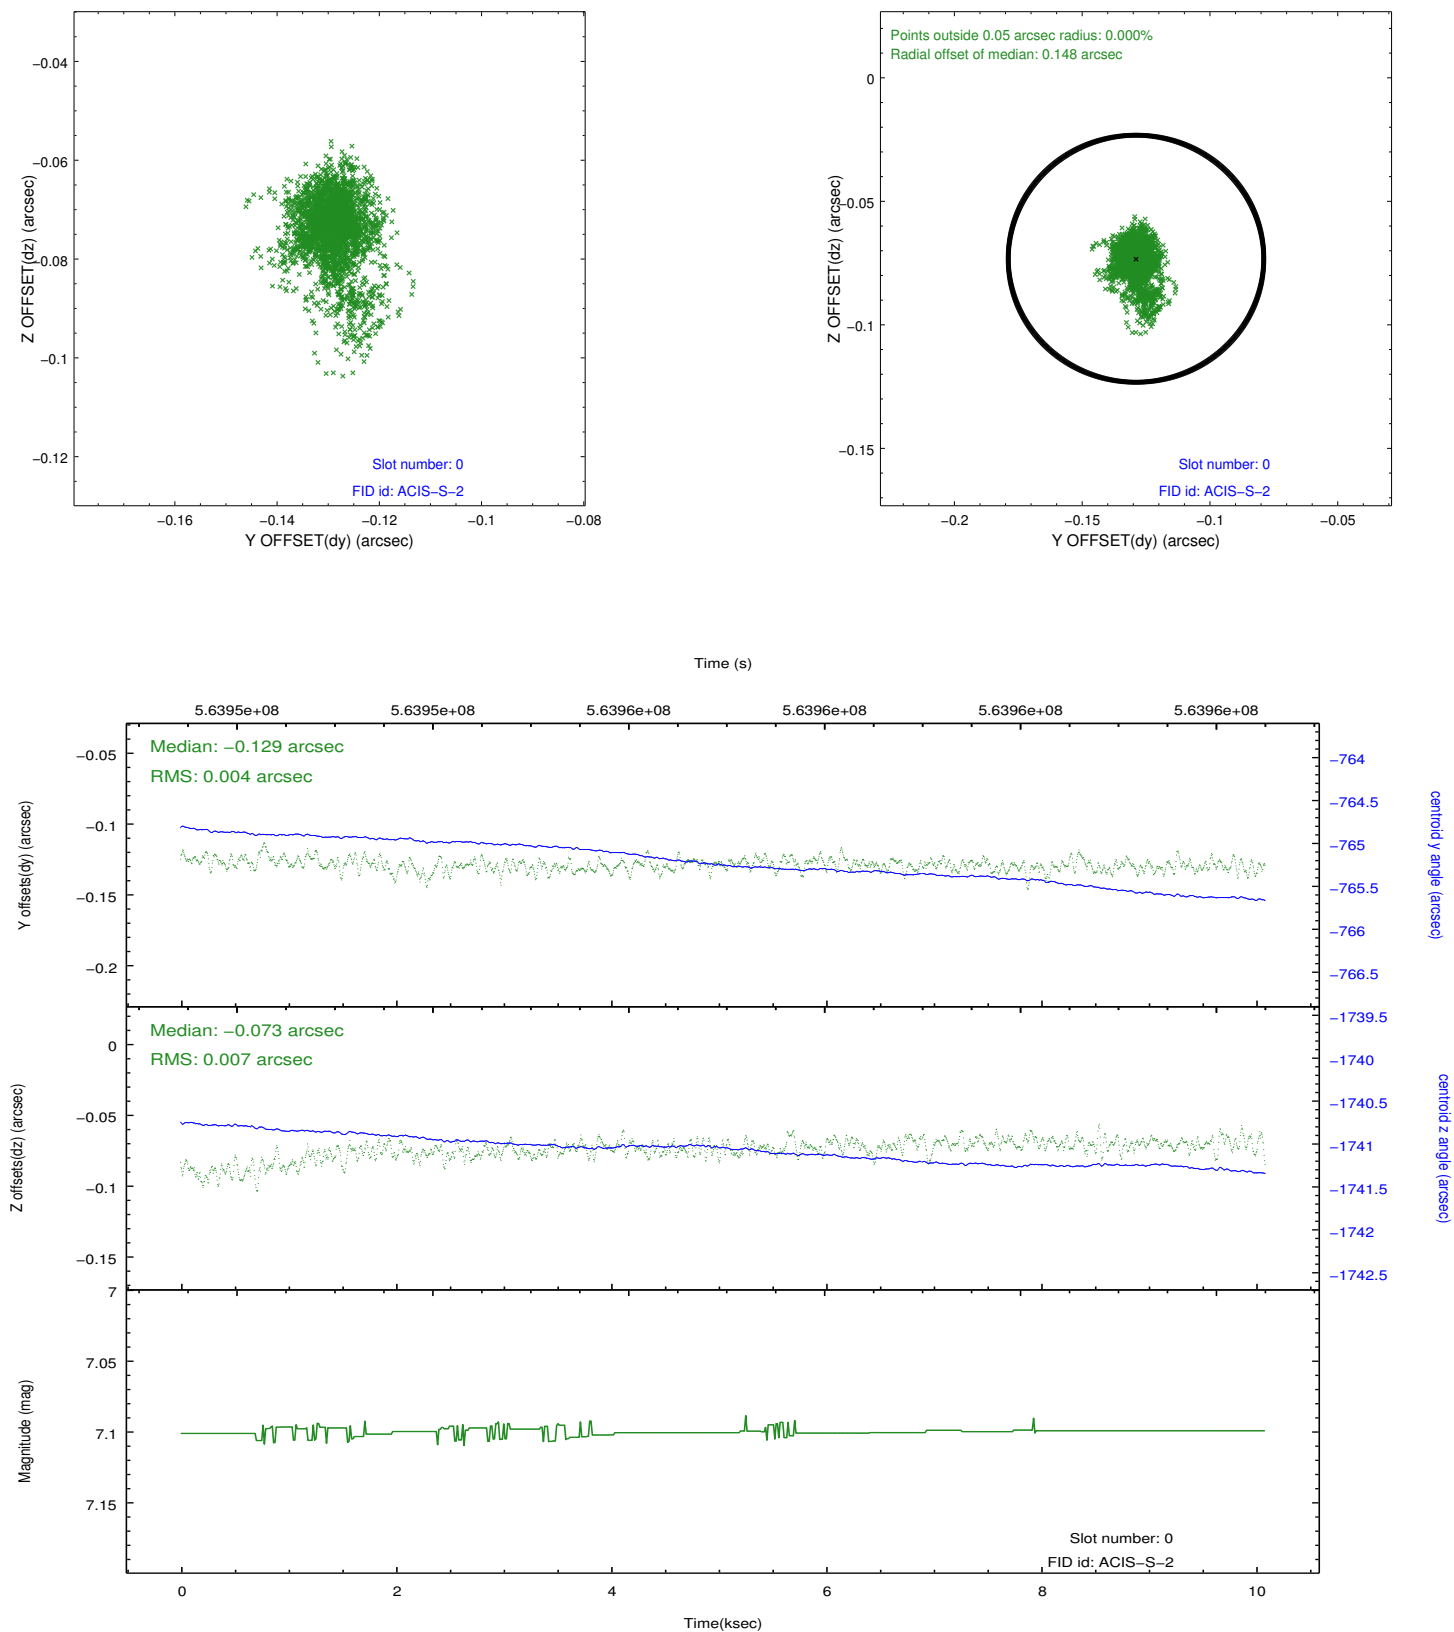 −0.04
−0.06
−0.08
−0.1
−0.12
Z OFFSET(dz) (arcsec)
Slot number: 0
FID id: ACIS−S−2
−0.16
−0.14
−0.12
−0.1
−0.08
Y OFFSET(dy) (arcsec)
Points outside 0.05 arcsec radius: 0.000%
Radial offset of median: 0.148 arcsec
0
−0.05
−0.1
−0.15
Z OFFSET(dz) (arcsec)
Slot number: 0
FID id: ACIS−S−2
−0.2
−0.15
−0.1
−0.05
Y OFFSET(dy) (arcsec)
Time (s)
5.6395e+08
5.6395e+08
5.6396e+08
5.6396e+08
5.6396e+08
5.6396e+08
Median: −0.129 arcsec
RMS: 0.004 arcsec
−0.05
−0.1
−0.15
−0.2
Y offsets(dy) (arcsec)
−764
−764.5
−765
−765.5
−766
−766.5
centroid y angle (arcsec)
Median: −0.073 arcsec
RMS: 0.007 arcsec
0
−0.05
−0.1
−0.15
Z offsets(dz) (arcsec)
−1739.5
−1740
−1740.5
−1741
−1741.5
−1742
−1742.5
centroid z angle (arcsec)
7
7.05
7.1
7.15
Magnitude (mag)
Slot number: 0
FID id: ACIS−S−2
0
2
4
6
8
10
Time(ksec)